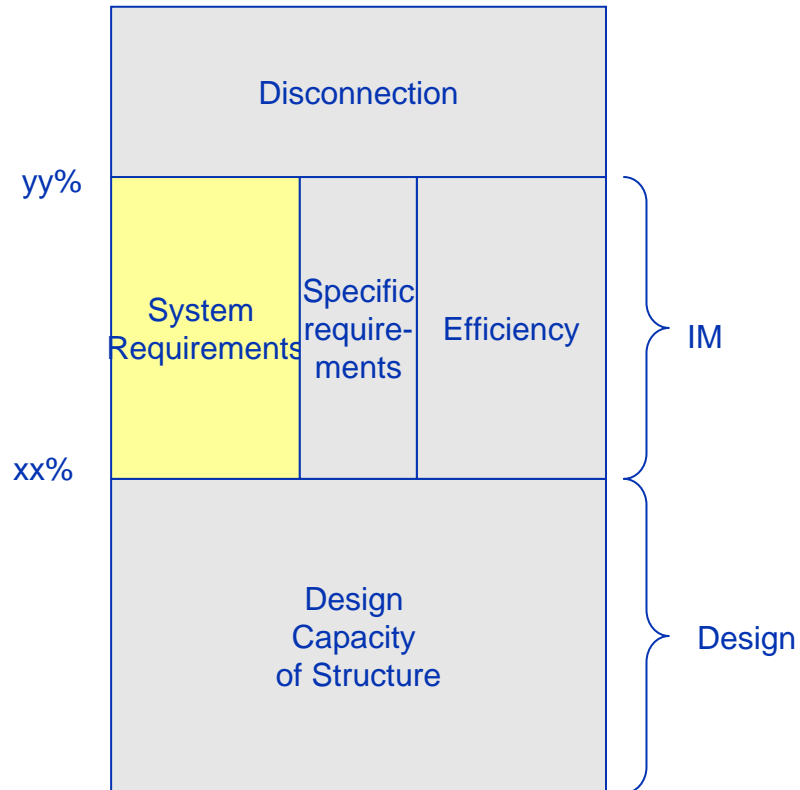 Disconnection
yy%
System
Requirements
Specific
require-
ments
Efficiency
IM
xx%
Design
Capacity
of Structure
Design